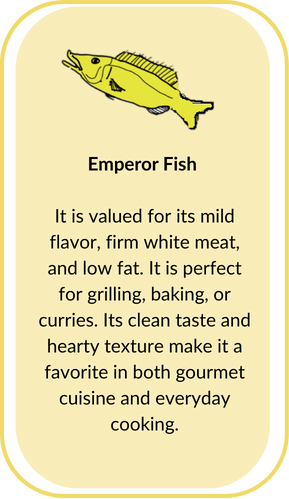 Emperor Fish
It is valued for its mild
flavor, firm white meat,
and low fat. It is perfect
for grilling, baking, or
curries. Its clean taste and
hearty texture make it a
favorite in both gourmet
cuisine and everyday
cooking.